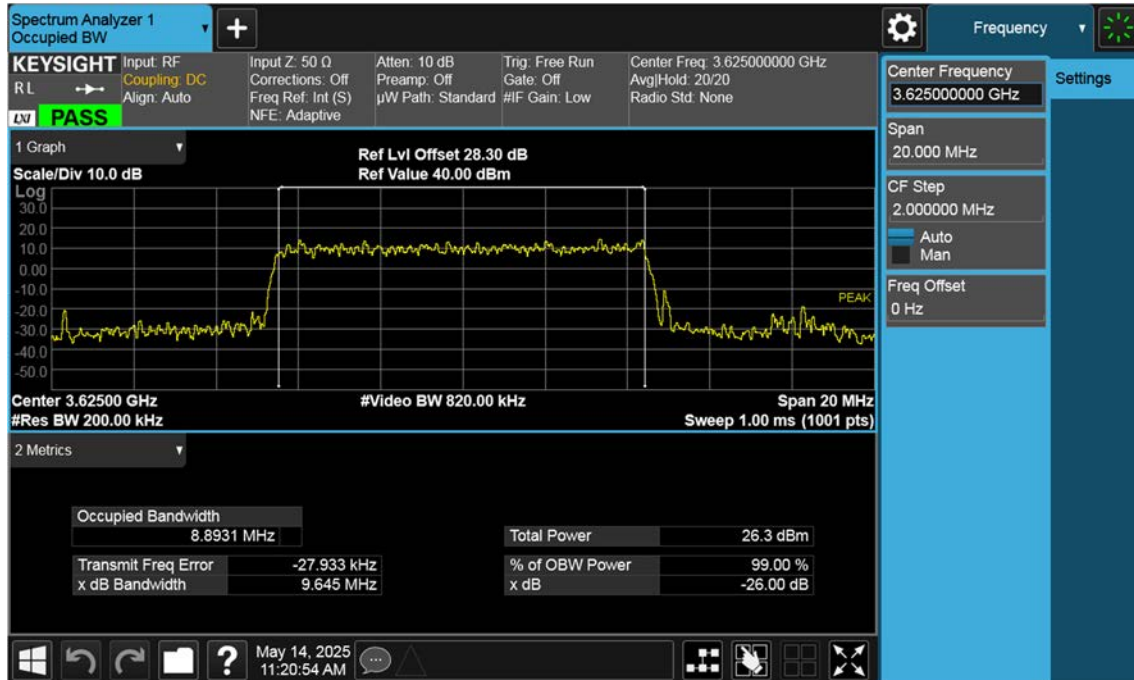 Spectrum Analyzer 1
Occupied BW
+
Frequency
KEYSIGHT
R L
LXI PASS
Input: RF
Coupling: DC
Align: Auto
Input Z: 50 Ω
Corrections: Off
Freq Ref: Int (S)
NFE: Adaptive
Atten: 10 dB
Preamp: Off
µW Path: Standard
Trig: Free Run
Gate: Off
#IF Gain: Low
Center Freq: 3.625000000 GHz
Avg|Hold: 20/20
Radio Std: None
Center Frequency
3.625000000 GHz
Settings
Span
20.000 MHz
CF Step
2.000000 MHz
Auto
Man
Freq Offset
0 Hz
1 Graph
Scale/Div 10.0 dB
Ref Lvl Offset 28.30 dB
Ref Value 40.00 dBm
Log
30.0
20.0
10.0
0.00
-10.0
-20.0
-30.0
-40.0
-50.0
PEAK
Center 3.62500 GHz
#Video BW 820.00 kHz
Span 20 MHz
#Res BW 200.00 kHz
Sweep 1.00 ms (1001 pts)
2 Metrics
Occupied Bandwidth
8.8931 MHz
Total Power 26.3 dBm
Transmit Freq Error -27.933 kHz
% of OBW Power 99.00 %
x dB Bandwidth 9.645 MHz
x dB -26.00 dB
?
May 14, 2025
11:20:54 AM